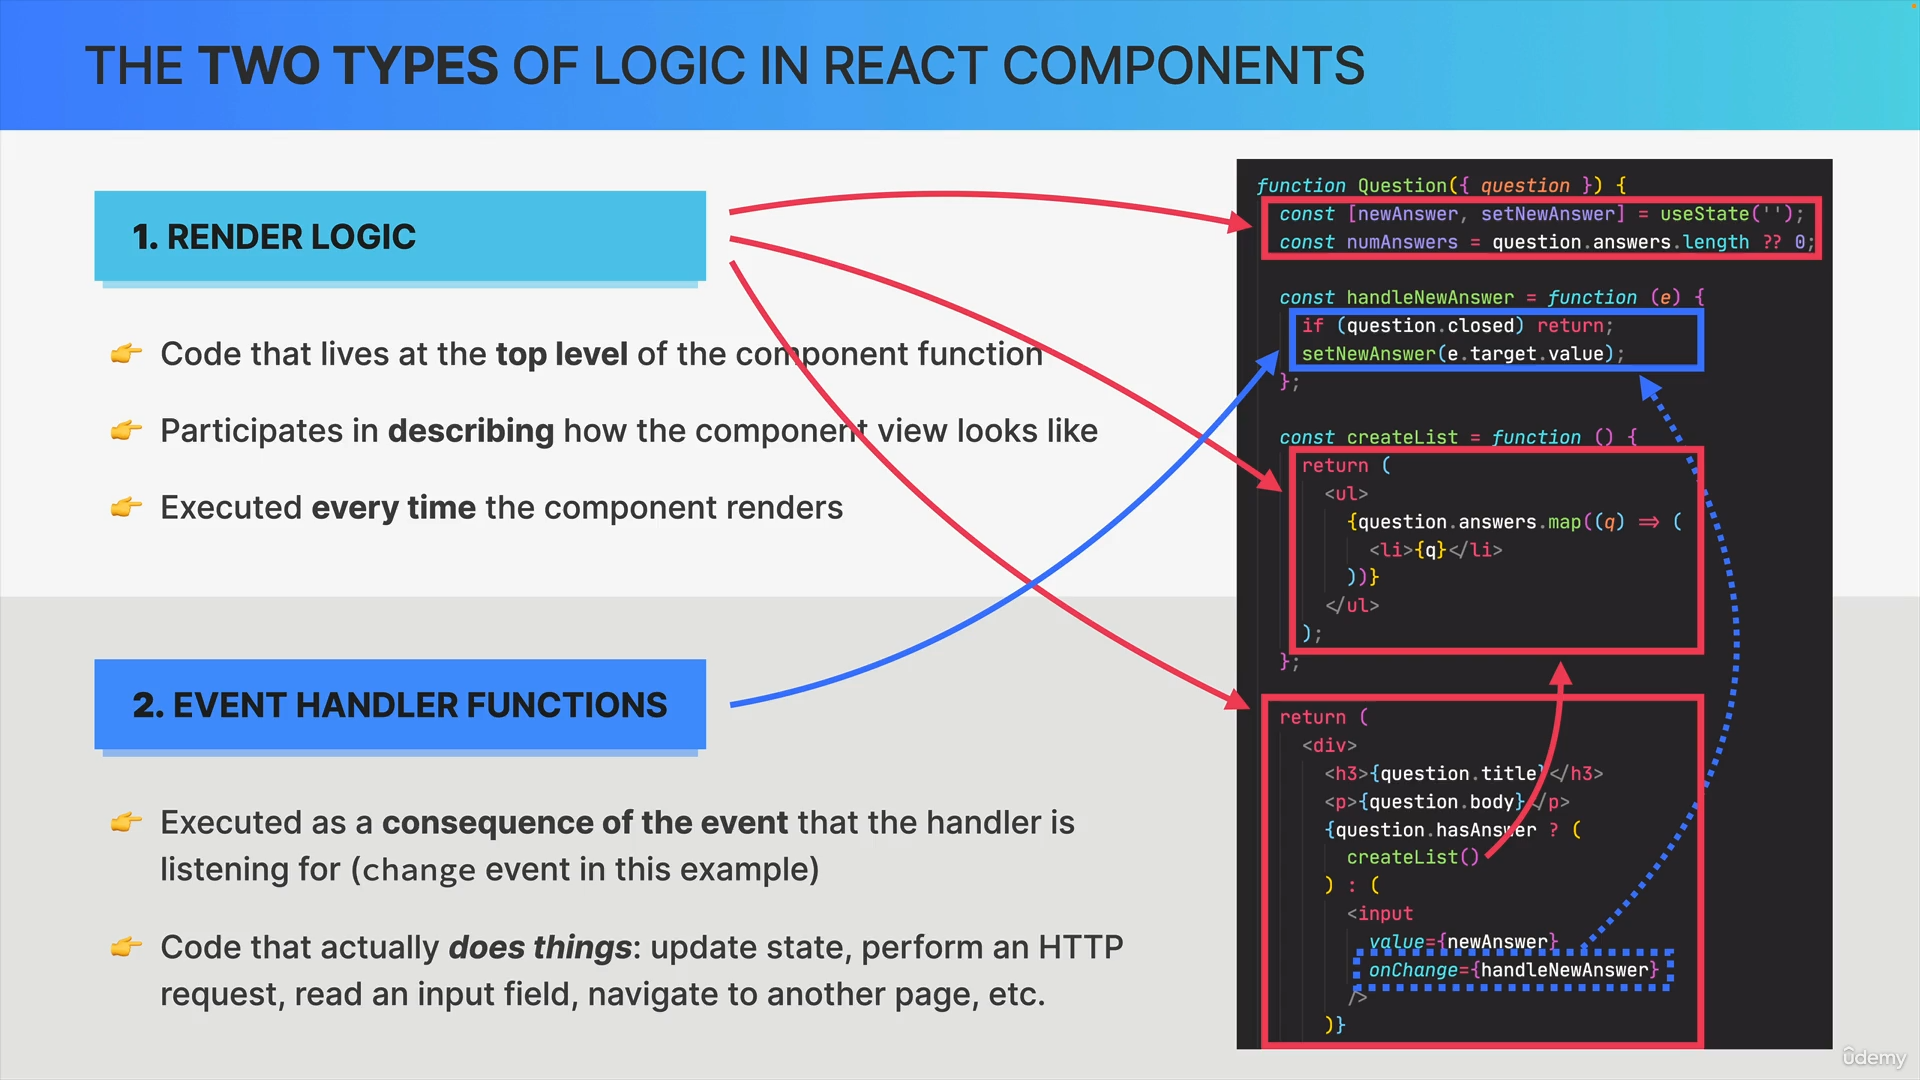 THE TWO TYPES OF LOGIC IN REACT COMPONENTS
1. RENDER LOGIC
👉 Code that lives at the top level of the component function
👉 Participates in describing how the component view looks like
👉 Executed every time the component renders
2. EVENT HANDLER FUNCTIONS
👉 Executed as a consequence of the event that the handler is
listening for (change event in this example)
👉 Code that actually does things: update state, perform an HTTP
request, read an input field, navigate to another page, etc.
function Question({ question }) {
const [newAnswer, setNewAnswer] = useState('');
const numAnswers = question.answers.length ?? 0;
const handleNewAnswer = function (e) {
if (question.closed) return;
setNewAnswer(e.target.value);
};
const createList = function () {
return (
<ul>
{question.answers.map((q) => (
<li>{q}</li>
))}
</ul>
);
};
return (
<div>
<h3>{question.title}</h3>
<p>{question.body}</p>
{question.hasAnswer ? (
createList()
) : (
<input
value={newAnswer}
onChange={handleNewAnswer}
/>
)}
udemy